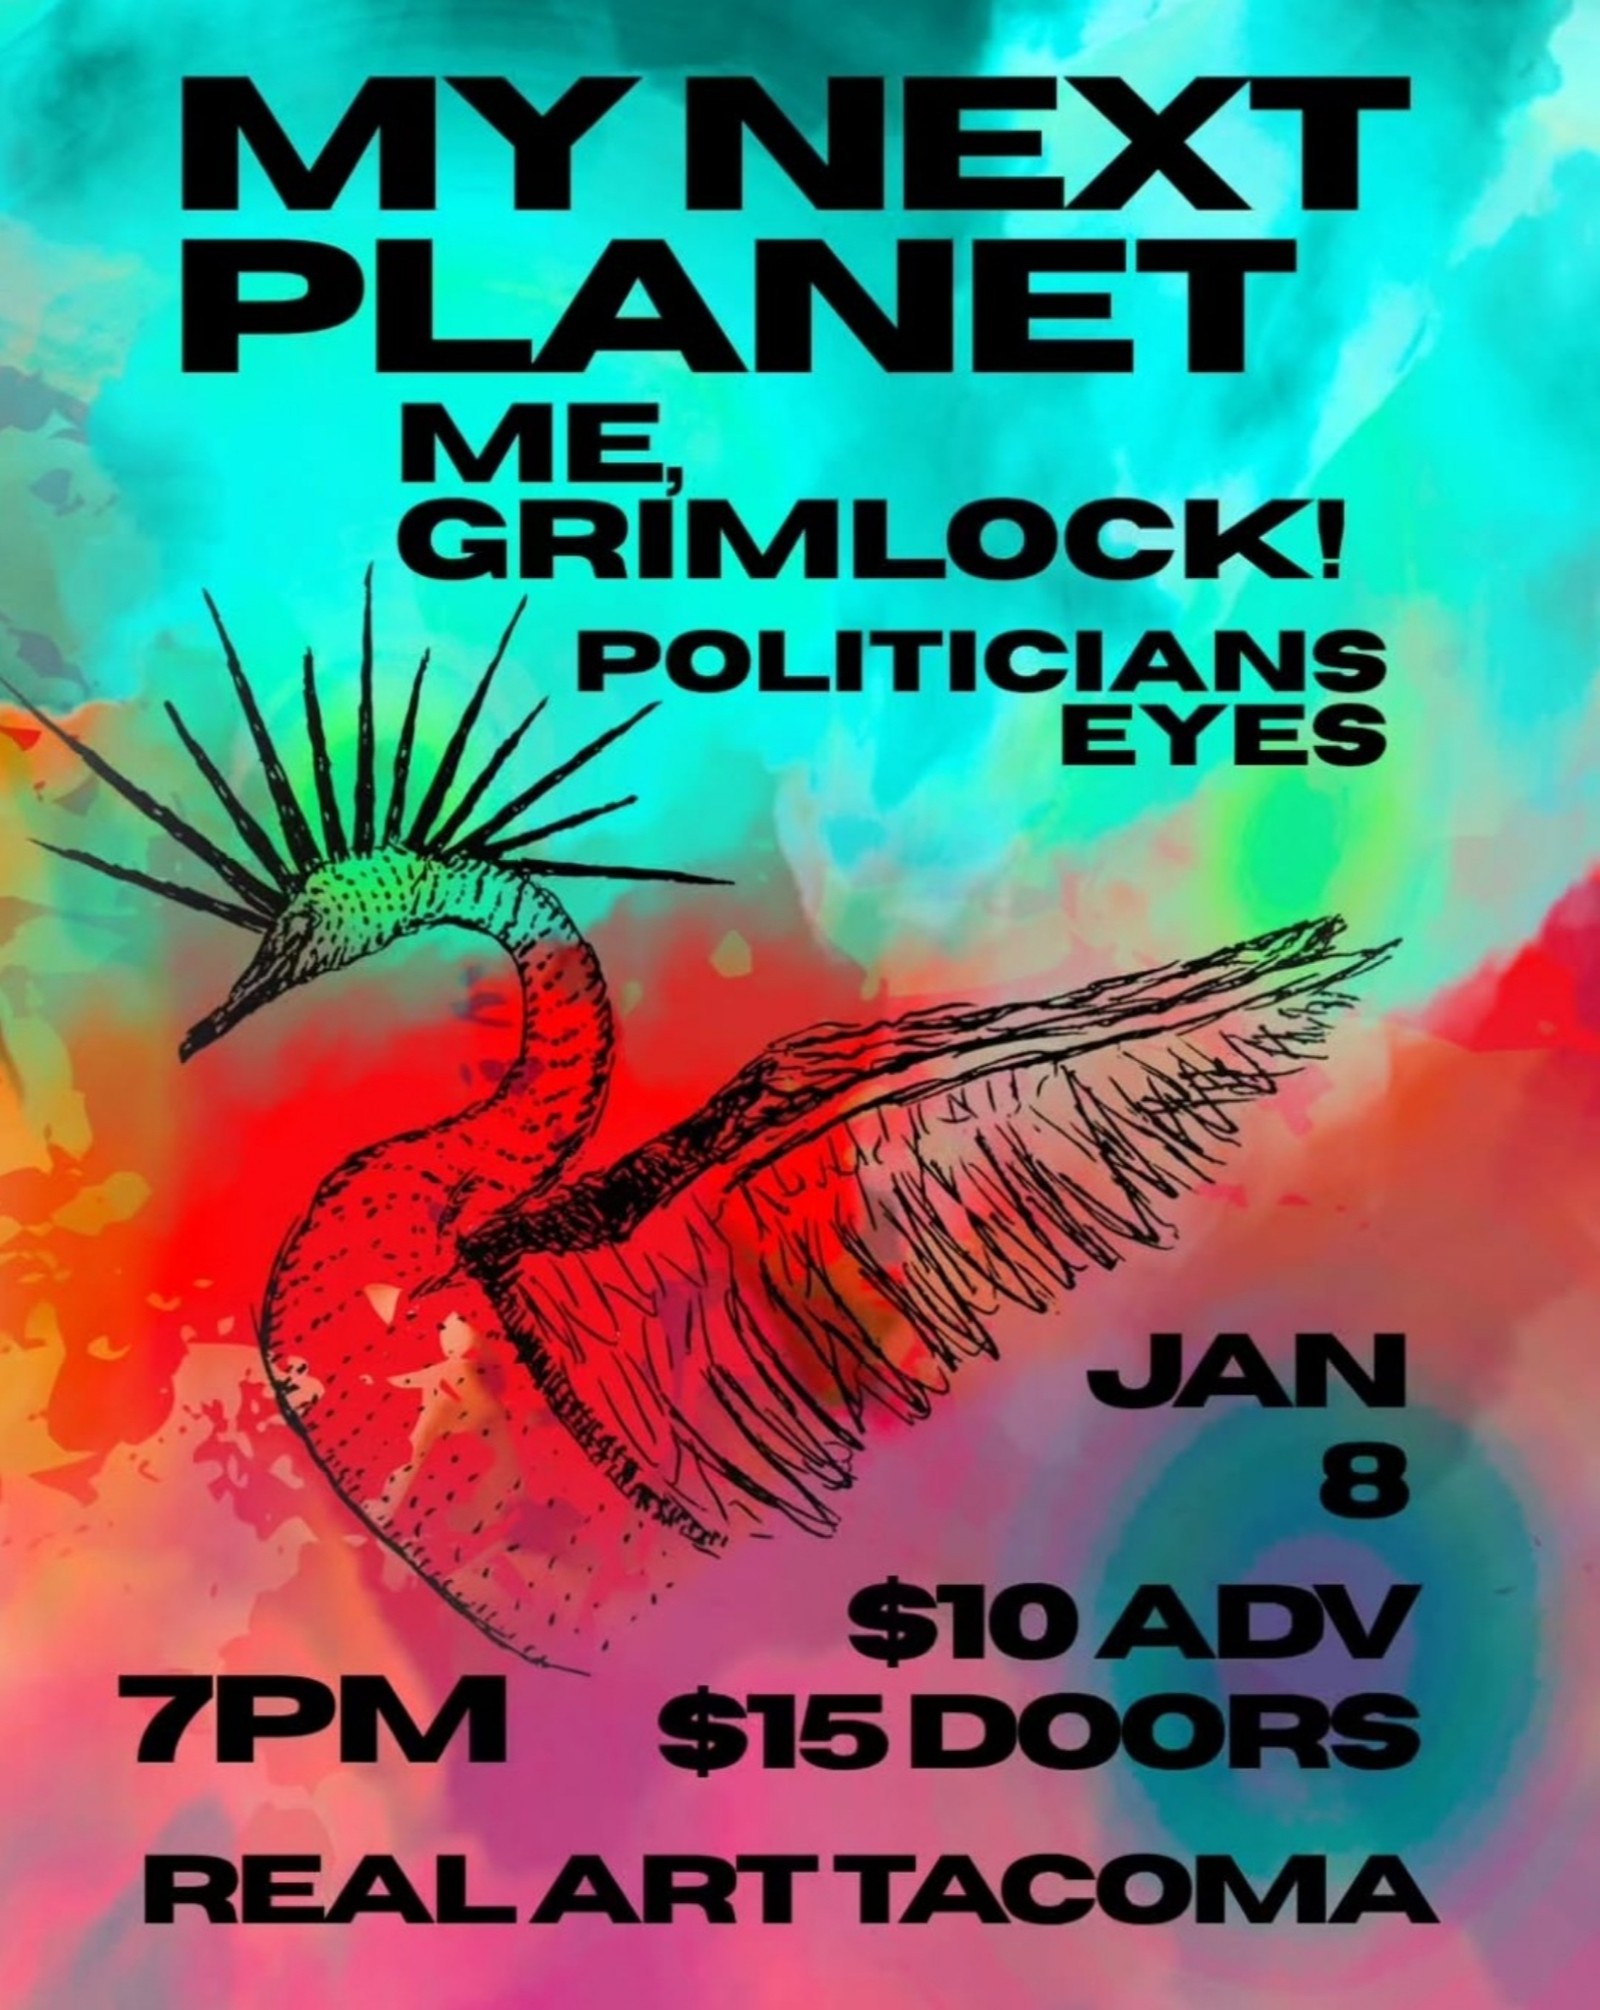 MY NEXT
PLANET
ME,
GRIMLOCK!
POLITICIANS
EYES
JAN
8
$10 ADV
7PM
$15 DOORS
REAL ART TACOMA